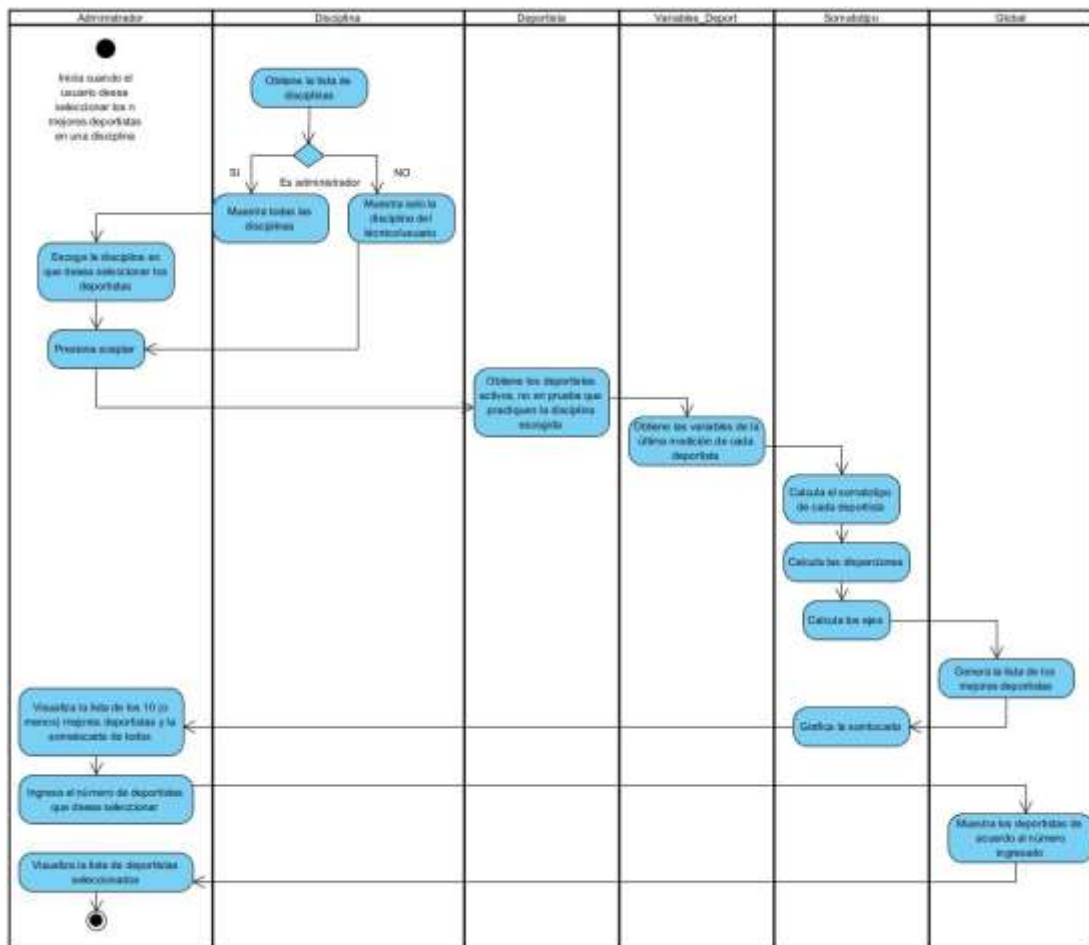 Administrador
Disciplina
Deportista
Variables_Deport
Somatotipo
Global
Inicia cuando el
usuario desea
seleccionar los n
mejores deportistas
en una disciplina
Obtiene la lista de
disciplinas
SI
Es administrador
NO
Muestra todas las
disciplinas
Muestra solo la
disciplina del
técnico/usuario
Escoge la disciplina en
que desea seleccionar los
deportistas
Presiona aceptar
Obtiene los deportistas
activos, no en prueba que
practiquen la disciplina
escogida
Obtiene las variables de la
última medición de cada
deportista
Calcula el somatotipo
de cada deportista
Calcula las dispersiones
Calcula los ejes
Genera la lista de los
mejores deportistas
Visualiza la lista de los 10 (o
menos) mejores deportistas y la
somatocarta de todos
Grafica la
Ingresa el número de deportistas
que desea seleccionar
Muestra los deportistas de
acuerdo al número
ingresado
Visualiza la lista de deportistas
seleccionados